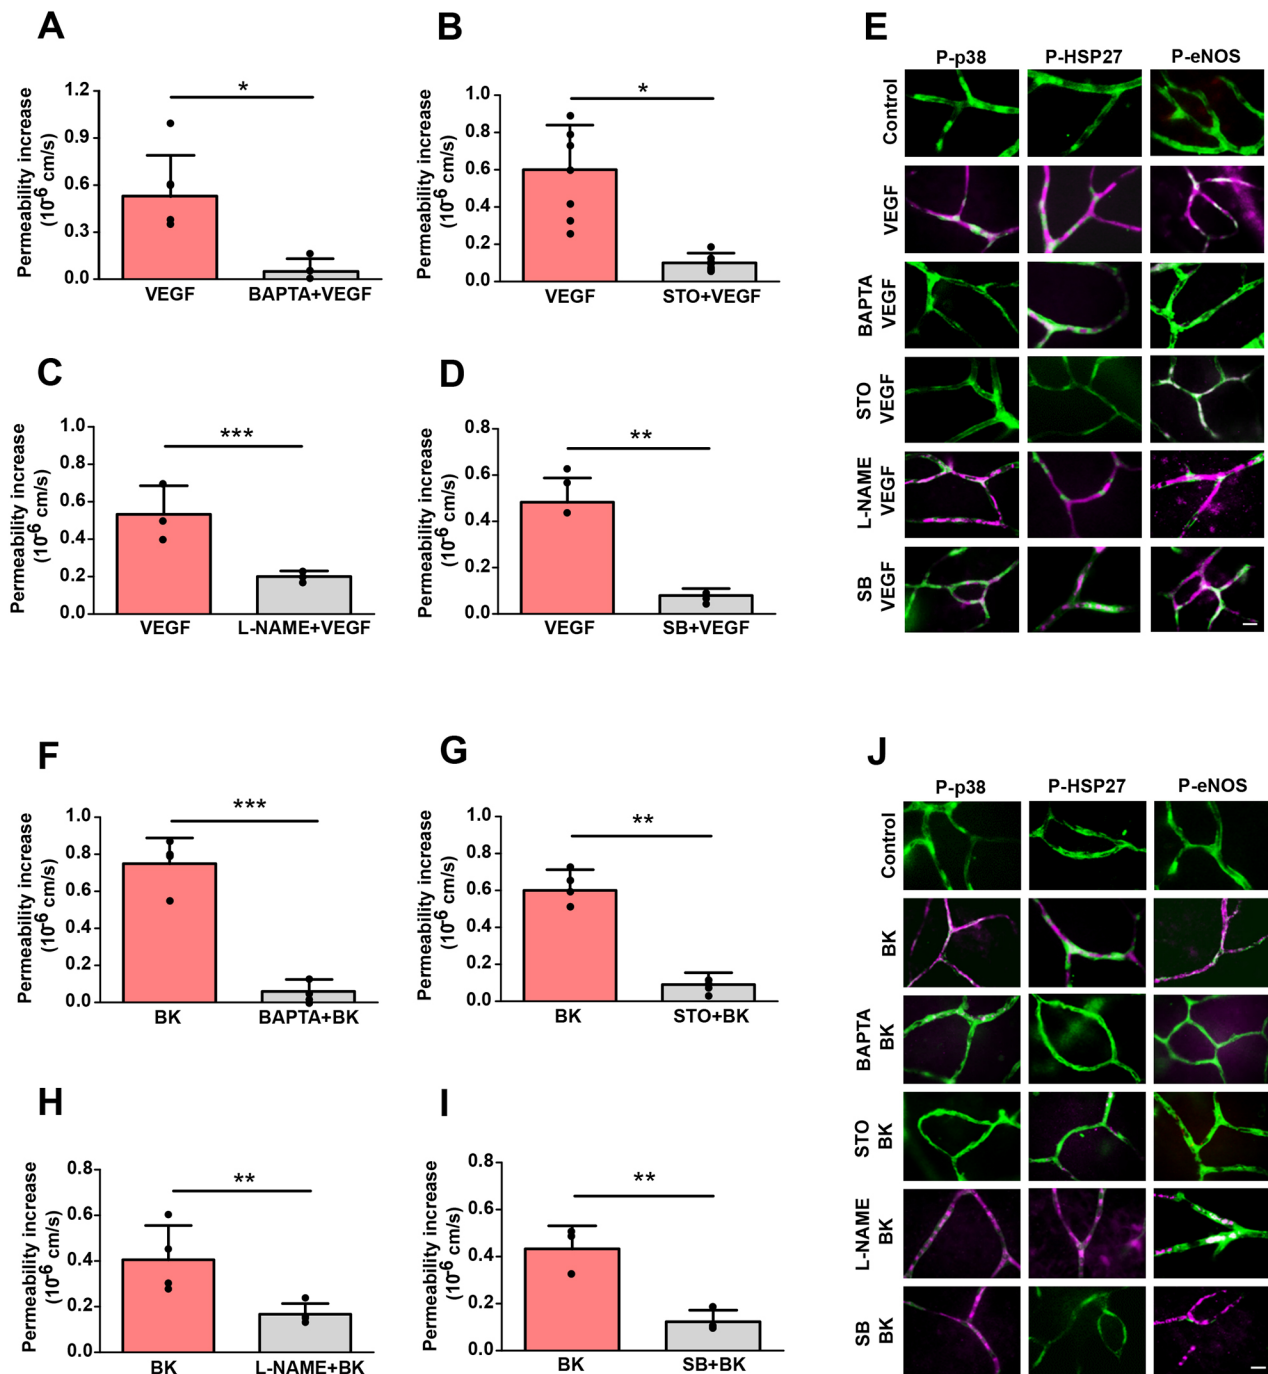 A
Permeability increase
(10-6 cm/s)
1.2
0.9
0.6
0.3
0.0
*
VEGF BAPTA+VEGF
B
Permeability increase
(10-6 cm/s)
1.0
0.8
0.6
0.4
0.2
0.0
*
VEGF STO+VEGF
C
Permeability increase
(10-6 cm/s)
1.0
0.8
0.6
0.4
0.2
0.0
***
VEGF L-NAME+VEGF
D
Permeability increase
(10-6 cm/s)
0.8
0.6
0.4
0.2
0.0
**
VEGF SB+VEGF
E
P-p38 P-HSP27 P-eNOS
Control
VEGF
BAPTA
VEGF
STO
VEGF
L-NAME
VEGF
SB
VEGF
F
Permeability increase
(10-6 cm/s)
1.0
0.8
0.6
0.4
0.2
0.0
***
BK BAPTA+BK
G
Permeability increase
(10-6 cm/s)
1.0
0.8
0.6
0.4
0.2
0.0
**
BK STO+BK
H
Permeability increase
(10-6 cm/s)
0.8
0.6
0.4
0.2
0.0
**
BK L-NAME+BK
I
Permeability increase
(10-6 cm/s)
0.8
0.6
0.4
0.2
0.0
**
BK SB+BK
J
P-p38 P-HSP27 P-eNOS
Control
BK
BAPTA
BK
STO
BK
L-NAME
BK
SB
BK